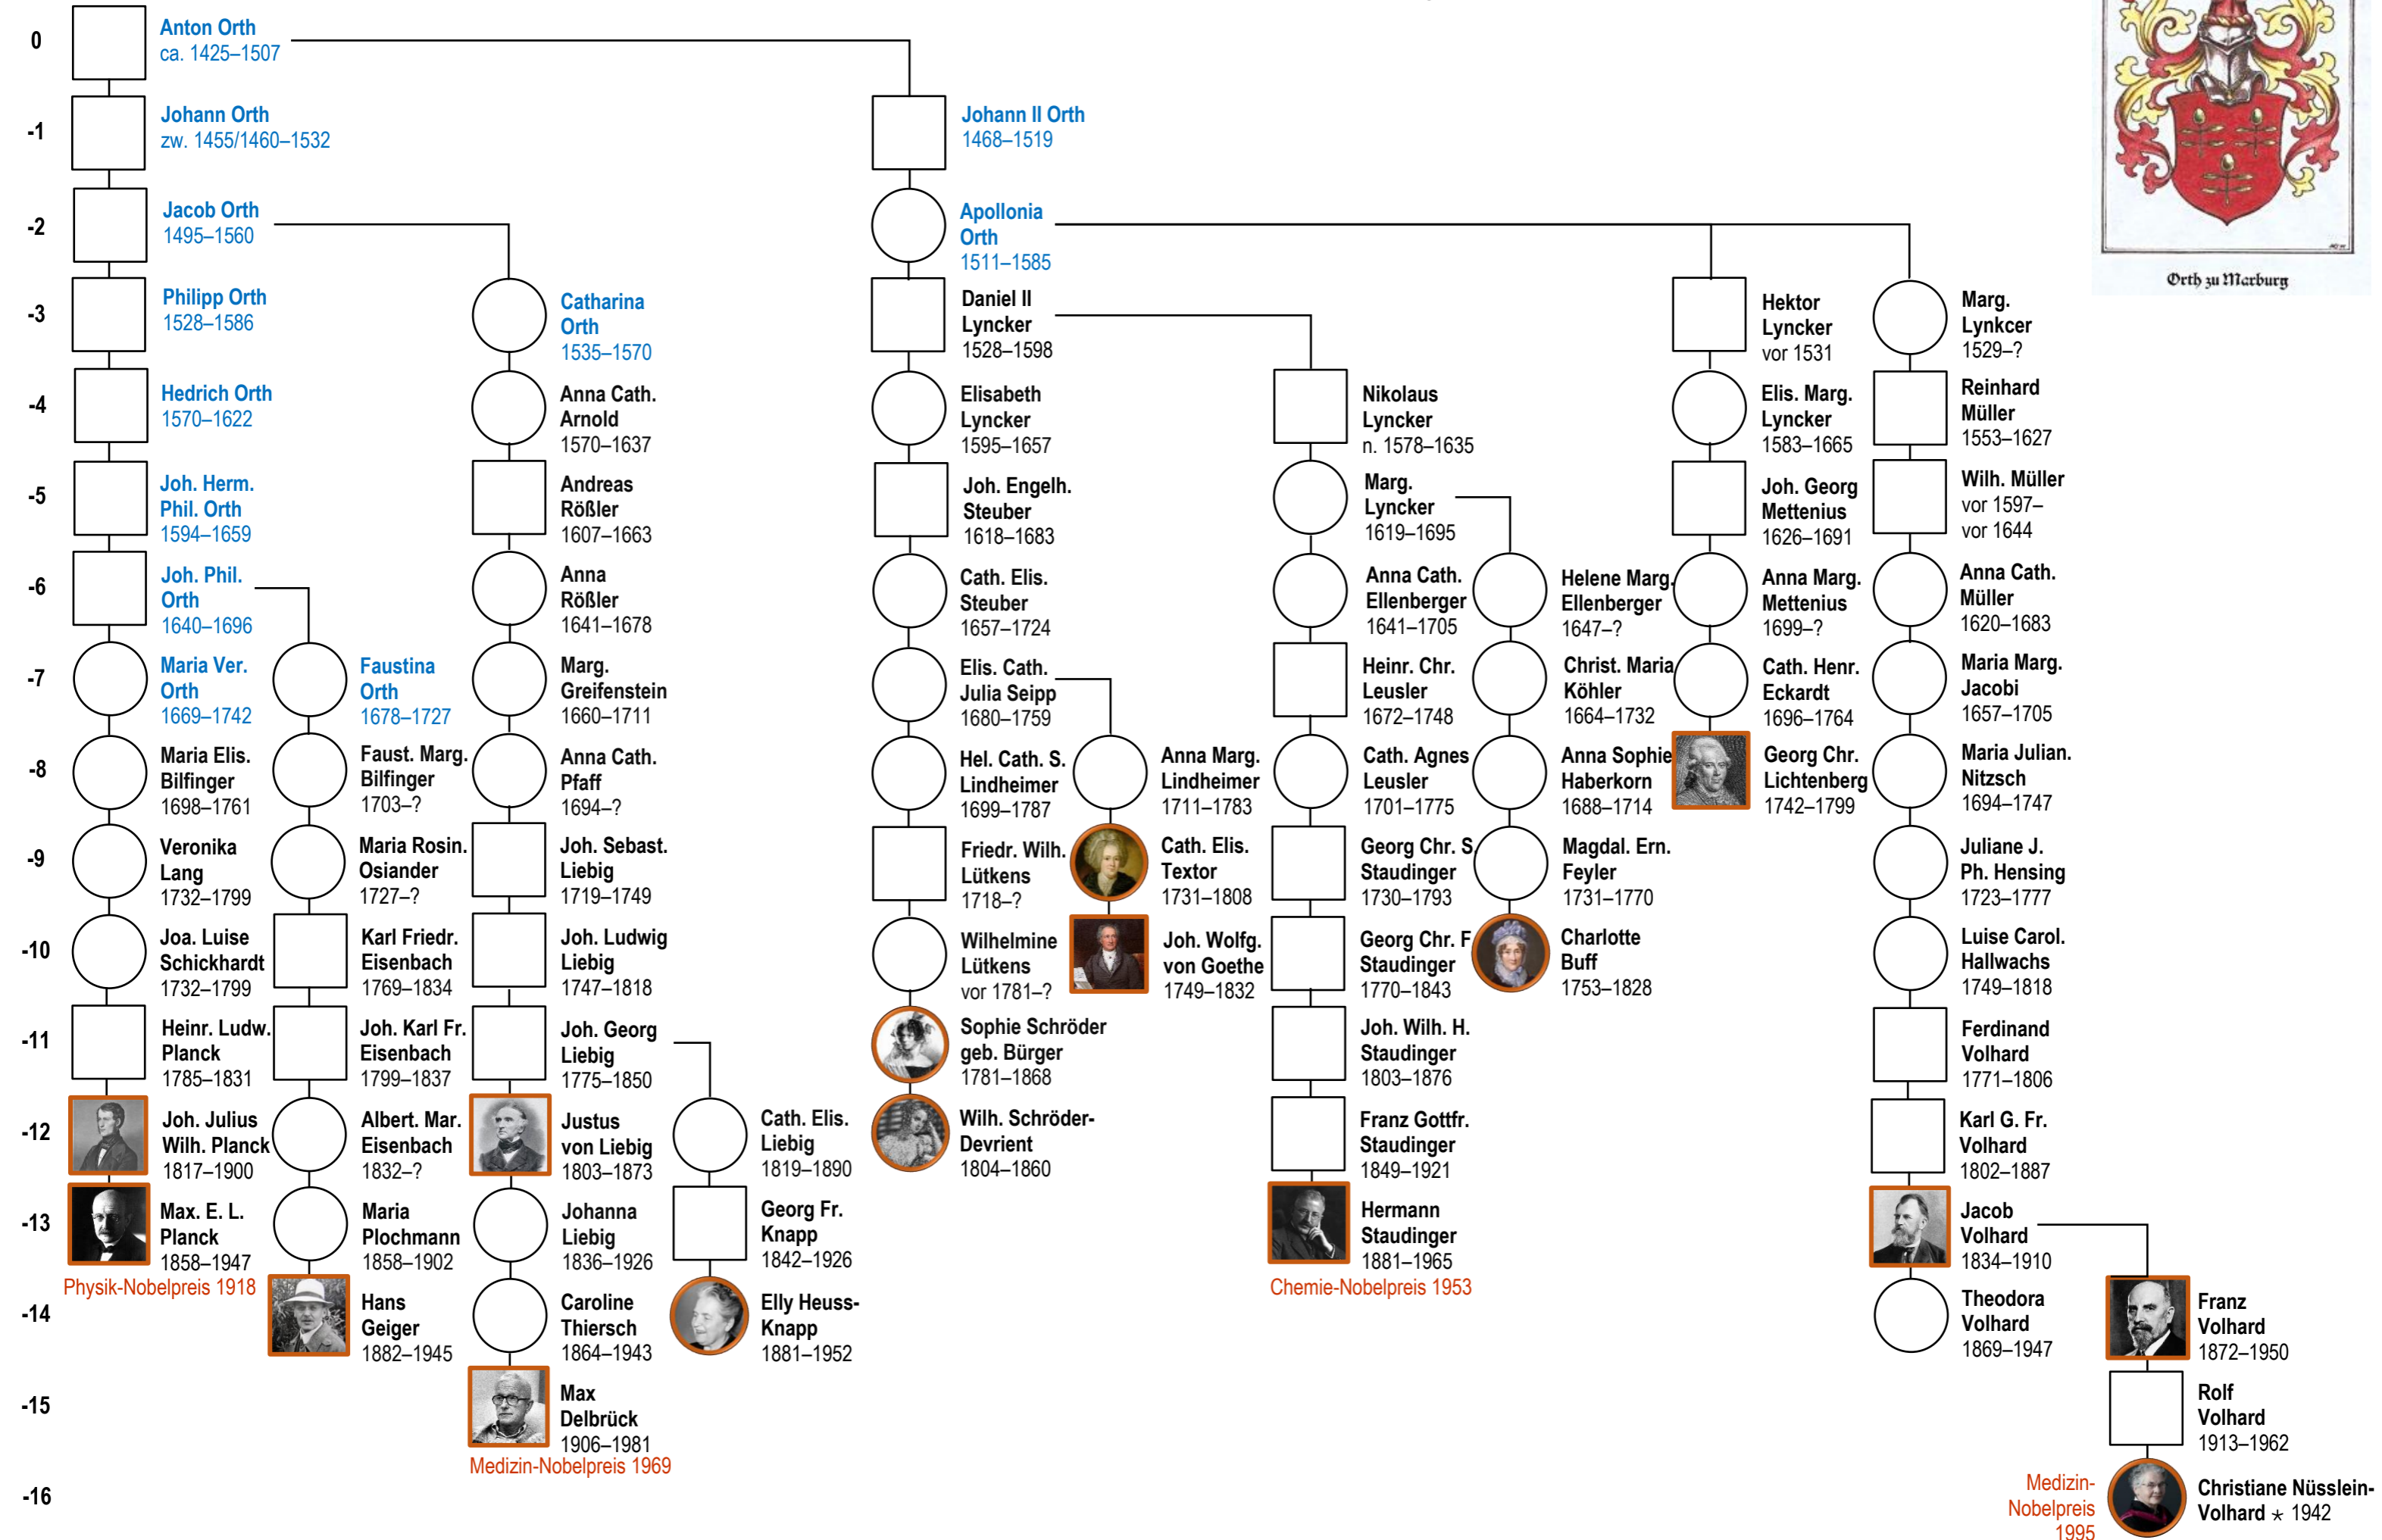 0
Anton Orth
ca. 1425–1507
-1
Johann Orth
zw. 1455/1460–1532
Johann II Orth
1468–1519
-2
Jacob Orth
1495–1560
Apollonia
Orth
1511–1585
Orth zu Marburg
-3
Philipp Orth
1528–1586
Catharina
Orth
1535–1570
Daniel II
Lyncker
1528–1598
Hektor
Lyncker
vor 1531
Marg.
Lynkcer
1529–?
-4
Hedrich Orth
1570–1622
Anna Cath.
Arnold
1570–1637
Elisabeth
Lyncker
1595–1657
Nikolaus
Lyncker
n. 1578–1635
Elis. Marg.
Lyncker
1583–1665
Reinhard
Müller
1553–1627
-5
Joh. Herm.
Phil. Orth
1594–1659
Andreas
Rößler
1607–1663
Joh. Engelh.
Steuber
1618–1683
Marg.
Lyncker
1619–1695
Joh. Georg
Mettenius
1626–1691
Wilh. Müller
vor 1597–
vor 1644
-6
Joh. Phil.
Orth
1640–1696
Anna
Rößler
1641–1678
Cath. Elis.
Steuber
1657–1724
Anna Cath.
Ellenberger
1641–1705
Helene Marg.
Ellenberger
1647–?
Anna Marg.
Mettenius
1699–?
Anna Cath.
Müller
1620–1683
-7
Maria Ver.
Orth
1669–1742
Faustina
Orth
1678–1727
Marg.
Greifenstein
1660–1711
Elis. Cath.
Julia Seipp
1680–1759
Heinr. Chr.
Leusler
1672–1748
Christ. Maria
Köhler
1664–1732
Cath. Henr.
Eckardt
1696–1764
Maria Marg.
Jacobi
1657–1705
-8
Maria Elis.
Bilfinger
1698–1761
Faust. Marg.
Bilfinger
1703–?
Anna Cath.
Pfaff
1694–?
Hel. Cath. S.
Lindheimer
1699–1787
Anna Marg.
Lindheimer
1711–1783
Cath. Agnes
Leusler
1701–1775
Anna Sophie
Haberkorn
1688–1714
Georg Chr.
Lichtenberg
1742–1799
Maria Julian.
Nitzsch
1694–1747
-9
Veronika
Lang
1732–1799
Maria Rosin.
Osiander
1727–?
Joh. Sebast.
Liebig
1719–1749
Friedr. Wilh.
Lütkens
1718–?
Cath. Elis.
Textor
1731–1808
Georg Chr. S.
Staudinger
1730–1793
Magdal. Ern.
Feyler
1731–1770
Juliane J.
Ph. Hensing
1723–1777
-10
Joa. Luise
Schickhardt
1732–1799
Karl Friedr.
Eisenbach
1769–1834
Joh. Ludwig
Liebig
1747–1818
Wilhelmine
Lütkens
vor 1781–?
Joh. Wolfg.
von Goethe
1749–1832
Georg Chr. F
Staudinger
1770–1843
Charlotte
Buff
1753–1828
Luise Carol.
Hallwachs
1749–1818
-11
Heinr. Ludw.
Planck
1785–1831
Joh. Karl Fr.
Eisenbach
1799–1837
Joh. Georg
Liebig
1775–1850
Sophie Schröder
geb. Bürger
1781–1868
Joh. Wilh. H.
Staudinger
1803–1876
Ferdinand
Volhard
1771–1806
-12
Joh. Julius
Wilh. Planck
1817–1900
Albert. Mar.
Eisenbach
1832–?
Justus
von Liebig
1803–1873
Cath. Elis.
Liebig
1819–1890
Wilh. Schröder-
Devrient
1804–1860
Franz Gottfr.
Staudinger
1849–1921
Karl G. Fr.
Volhard
1802–1887
-13
Max. E. L.
Planck
1858–1947
Physik-Nobelpreis 1918
Maria
Plochmann
1858–1902
Johanna
Liebig
1836–1926
Georg Fr.
Knapp
1842–1926
Hermann
Staudinger
1881–1965
Chemie-Nobelpreis 1953
Jacob
Volhard
1834–1910
-14
Hans
Geiger
1882–1945
Caroline
Thiersch
1864–1943
Elly Heuss-
Knapp
1881–1952
Theodora
Volhard
1869–1947
Franz
Volhard
1872–1950
-15
Max
Delbrück
1906–1981
Medizin-Nobelpreis 1969
Rolf
Volhard
1913–1962
-16
Medizin-
Nobelpreis
1995
Christiane Nüsslein-
Volhard ⁎ 1942